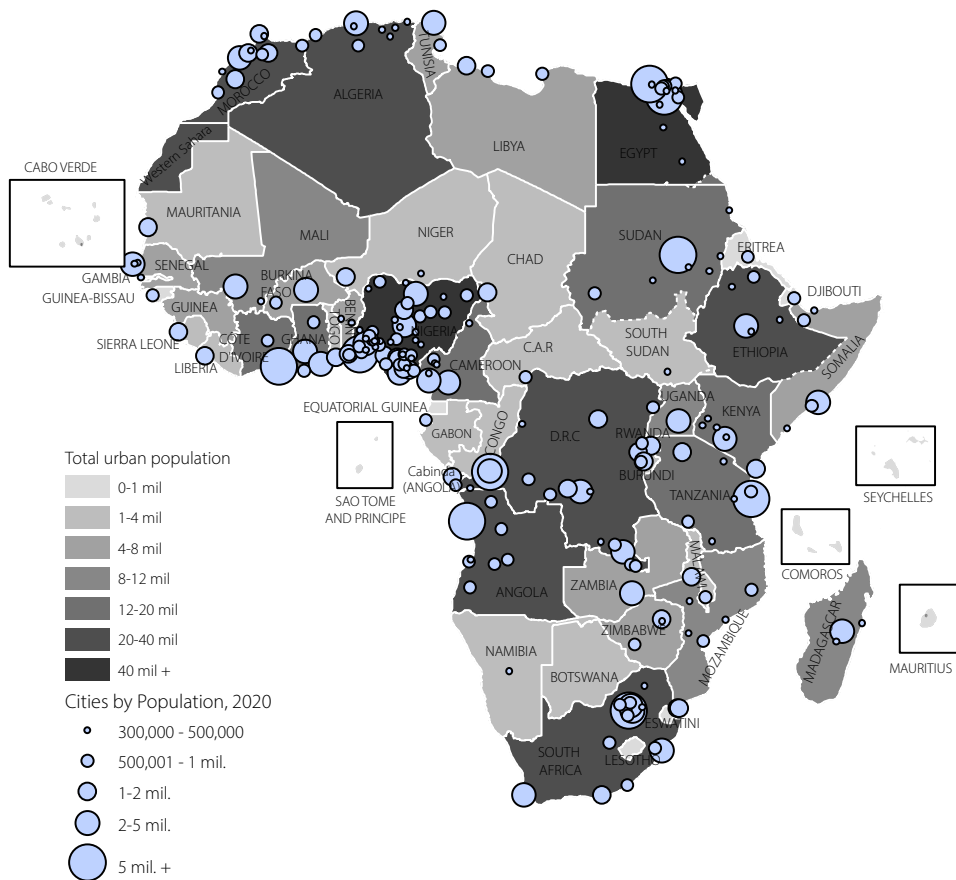 TUNISIA
MOROCCO
ALGERIA
LIBYA
EGYPT
Western Sahara
CABO VERDE
MAURITANIA
MALI
NIGER
SUDAN
CHAD
ERITREA
SENEGAL
GAMBIA
BURKINA
FASO
GUINEA-BISSAU
GUINEA
DJIBOUTI
BENIN
TOGO
NIGERIA
CÔTE
D'IVOIRE
GHANA
SIERRA LEONE
LIBERIA
SOUTH
SUDAN
ETHIOPIA
SOMALIA
C.A.R
CAMEROON
EQUATORIAL GUINEA
GABON
CONGO
D.R.C
UGANDA
KENYA
RWANDA
BURUNDI
Cabinda
(ANGOLA)
TANZANIA
SEYCHELLES
SAO TOME
AND PRINCIPE
COMOROS
MALAWI
ANGOLA
ZAMBIA
ZIMBABWE
MOZAMBIQUE
MADAGASCAR
MAURITIUS
NAMIBIA
BOTSWANA
ESWATINI
SOUTH
AFRICA
LESOTHO
Total urban population
0-1 mil
1-4 mil
4-8 mil
8-12 mil
12-20 mil
20-40 mil
40 mil +
Cities by Population, 2020
300,000 - 500,000
500,001 - 1 mil.
1-2 mil.
2-5 mil.
5 mil. +